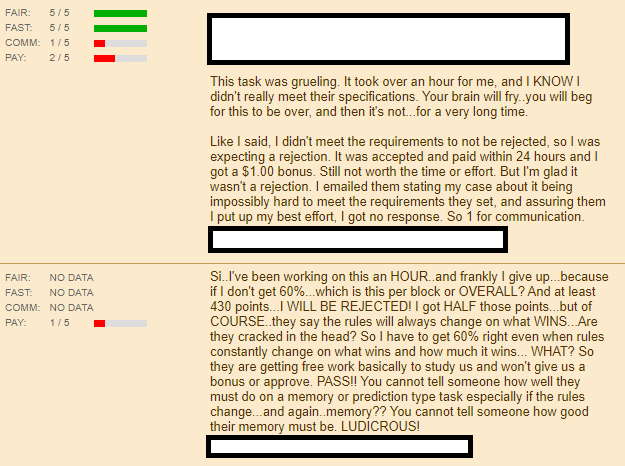 FAIR: 5 / 5
FAST: 5 / 5
COMM: 1 / 5
PAY: 2 / 5
This task was grueling. It took over an hour for me, and I KNOW I
didn't really meet their specifications. Your brain will fry..you will beg
for this to be over, and then it's not...for a very long time.
Like I said, I didn't meet the requirements to not be rejected, so I was
expecting a rejection. It was accepted and paid within 24 hours and I
got a $1.00 bonus. Still not worth the time or effort. But I'm glad it
wasn't a rejection. I emailed them stating my case about it being
impossibly hard to meet the requirements they set, and assuring them
I put up my best effort, I got no response. So 1 for communication.
FAIR: NO DATA
FAST: NO DATA
COMM: NO DATA
PAY: 1 / 5
Si..I've been working on this an HOUR..and frankly I give up...because
if I don't get 60%...which is this per block or OVERALL? And at least
430 points...I WILL BE REJECTED! I got HALF those points...but of
COURSE..they say the rules will always change on what WINS...Are
they cracked in the head? So I have to get 60% right even when rules
constantly change on what wins and how much it wins... WHAT? So
they are getting free work basically to study us and won't give us a
bonus or approve. PASS!! You cannot tell someone how well they
must do on a memory or prediction type task especially if the rules
change...and again..memory?? You cannot tell someone how good
their memory must be. LUDICROUS!